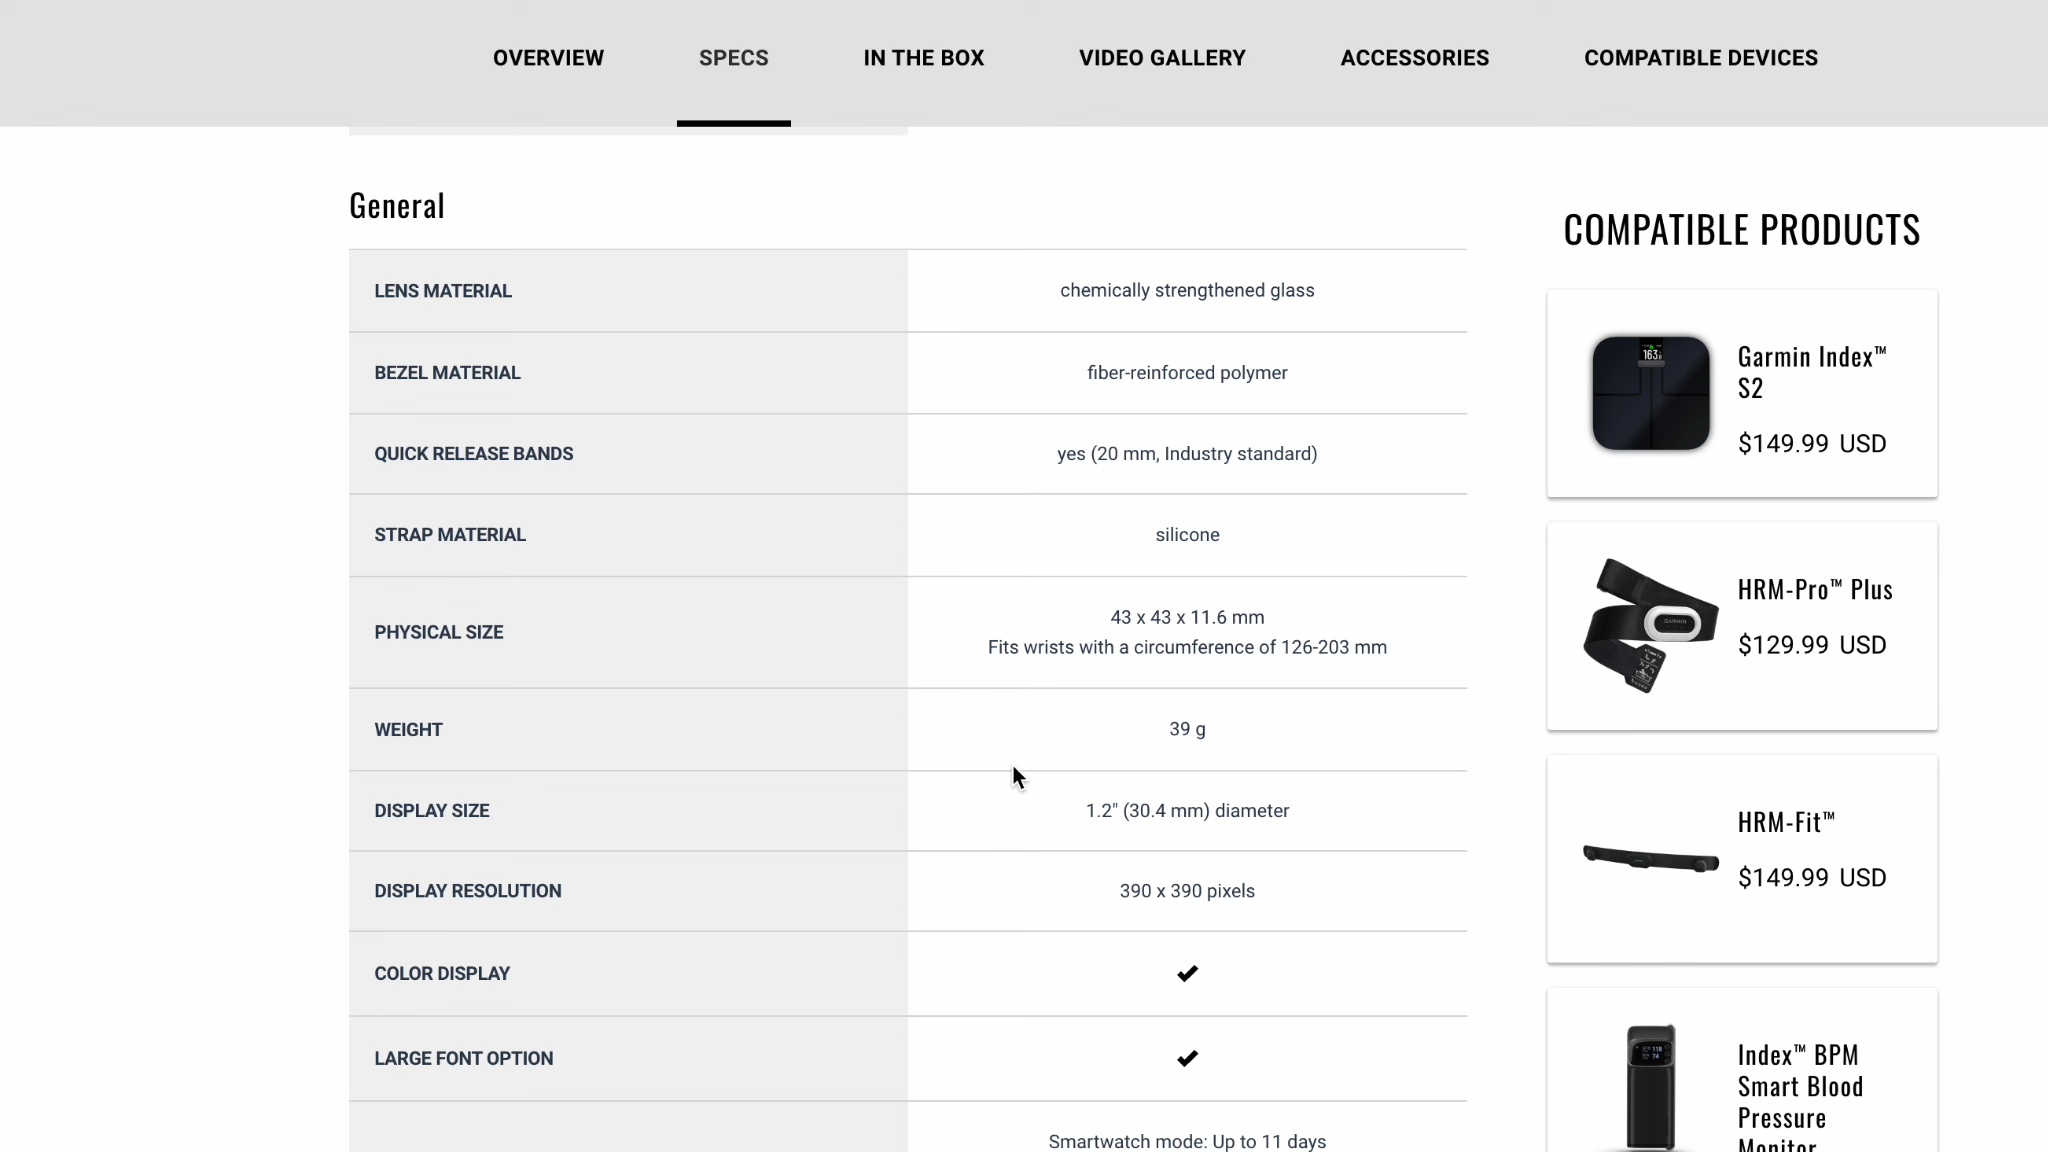 OVERVIEW SPECS IN THE BOX VIDEO GALLERY ACCESSORIES COMPATIBLE DEVICES
General
LENS MATERIAL chemically strengthened glass
BEZEL MATERIAL fiber-reinforced polymer
QUICK RELEASE BANDS yes (20 mm, Industry standard)
STRAP MATERIAL silicone
PHYSICAL SIZE 43 x 43 x 11.6 mm
Fits wrists with a circumference of 126-203 mm
WEIGHT 39 g
DISPLAY SIZE 1.2" (30.4 mm) diameter
DISPLAY RESOLUTION 390 x 390 pixels
COLOR DISPLAY ✔
LARGE FONT OPTION ✔
Smartwatch mode: Up to 11 days
COMPATIBLE PRODUCTS
163
Garmin Index™
S2
$149.99 USD
GARMIN
HRM-Pro™ Plus
$129.99 USD
HRM-Fit™
$149.99 USD
118
74
Index™ BPM
Smart Blood
Pressure
Monitor